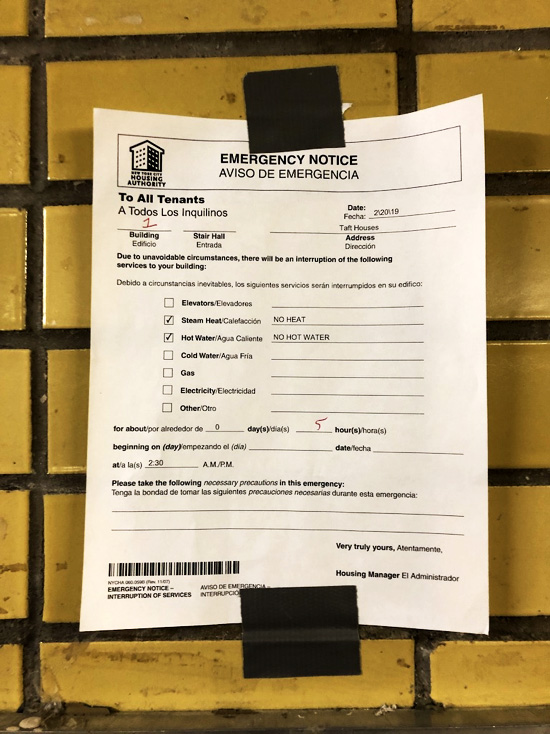 NEW YORK CITY
HOUSING
AUTHORITY
EMERGENCY NOTICE
AVISO DE EMERGENCIA
To All Tenants
A Todos Los Inquilinos
Date:
Fecha: 2\20\19
1
Building
Edificio
Stair Hall
Entrada
Taft Houses
Address
Dirección
Due to unavoidable circumstances, there will be an interruption of the following
services to your building:
Debido a circunstancias inevitables, los siguientes servicios serán interrumpidos en su edifico:
Elevators/Elevadores
✓ Steam Heat/Calefacción NO HEAT
✓ Hot Water/Agua Caliente NO HOT WATER
Cold Water/Agua Fría
Gas
Electricity/Electricidad
Other/Otro
for about/por alrededor de 0 day(s)/día(s) 5 hour(s)/hora(s)
beginning on (day)/empezando el (día) date/fecha
at/a la(s) 2:30 A.M./P.M.
Please take the following necessary precautions in this emergency:
Tenga la bondad de tomar las siguientes precauciones necesarias durante esta emergencia:
Very truly yours, Atentamente,
Housing Manager El Administrador
NYCHA 060.059B (Rev. 11/07)
EMERGENCY NOTICE –
INTERRUPTION OF SERVICES
AVISO DE EMERGENCIA –